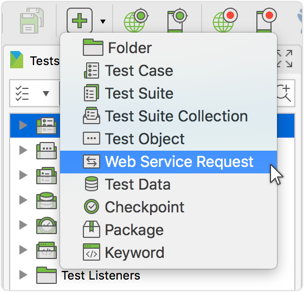 Tests
Folder
Test Case
Test Suite
Test Suite Collection
Test Object
Web Service Request
Test Data
Checkpoint
Package
Keyword
Test Listeners